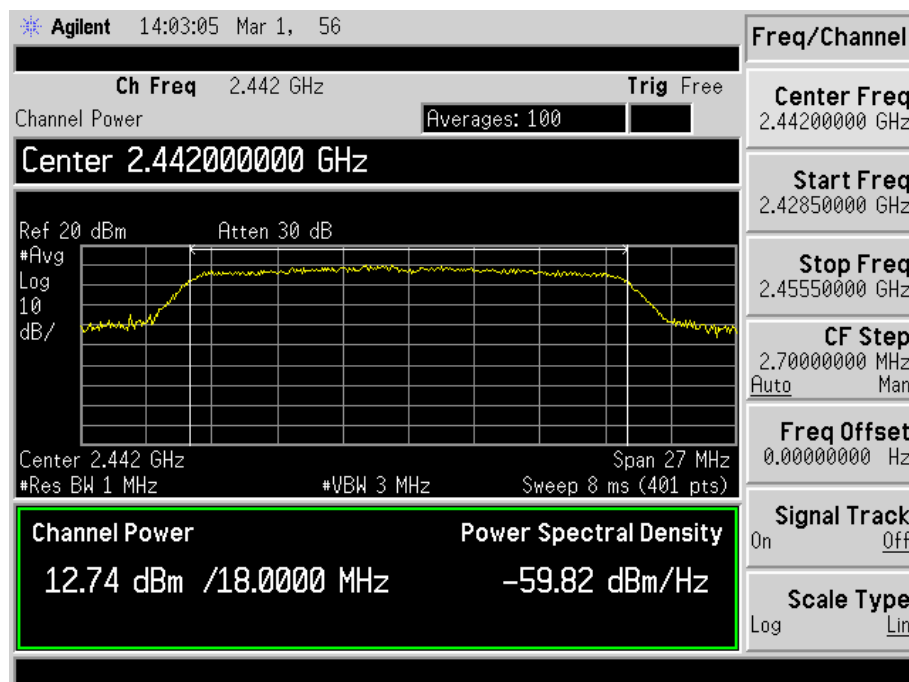 Agilent 14:03:05 Mar 1, 56
Ch Freq 2.442 GHz Trig Free
Channel Power Averages: 100
Center 2.442000000 GHz
Ref 20 dBm Atten 30 dB
#Avg
Log
10
dB/
Center 2.442 GHz Span 27 MHz
#Res BW 1 MHz #VBW 3 MHz Sweep 8 ms (401 pts)
Channel Power Power Spectral Density
12.74 dBm /18.0000 MHz -59.82 dBm/Hz
Freq/Channel
Center Freq
2.44200000 GHz
Start Freq
2.42850000 GHz
Stop Freq
2.45550000 GHz
CF Step
2.70000000 MHz
Auto Man
Freq Offset
0.00000000 Hz
Signal Track
On Off
Scale Type
Log Lin